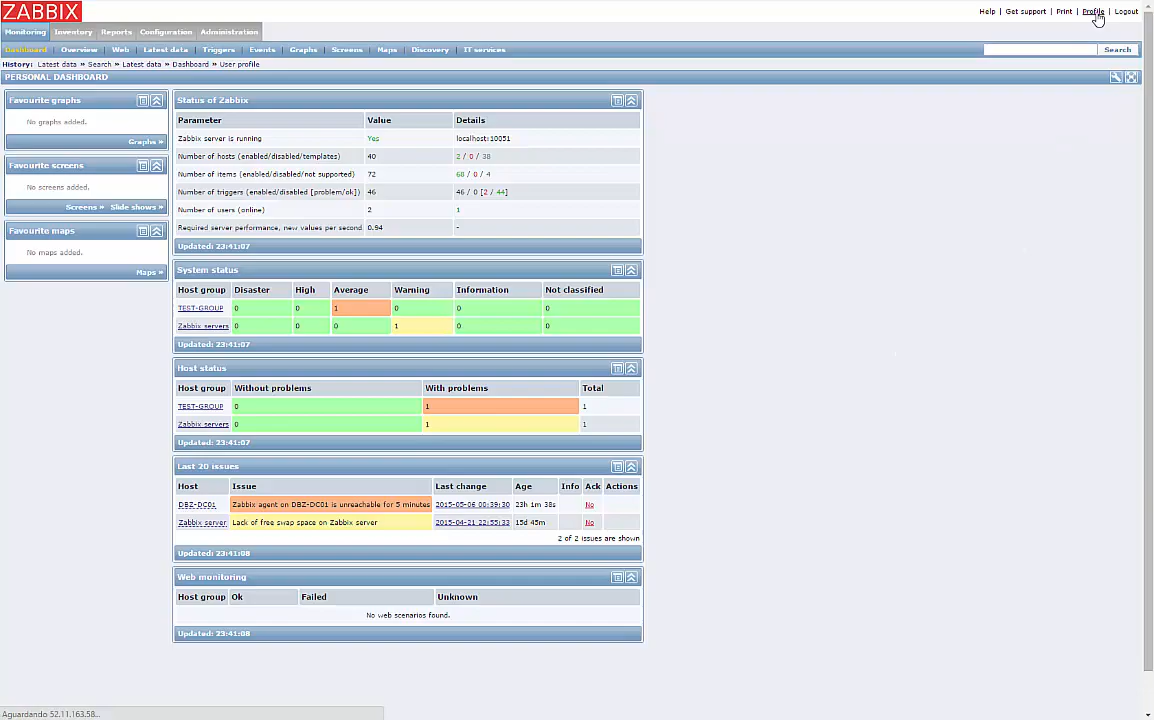 ZABBIX
Help | Get support | Print | Profile | Logout
Monitoring Inventory Reports Configuration Administration
Dashboard Overview Web Latest data Triggers Events Graphs Screens Maps Discovery IT services Search
History: Latest data » Search » Latest data » Dashboard » User profile
PERSONAL DASHBOARD
Favourite graphs
No graphs added.
Graphs »
Favourite screens
No screens added.
Screens » Slide shows »
Favourite maps
No maps added.
Maps »
Status of Zabbix
Parameter Value Details
Zabbix server is running Yes localhost:10051
Number of hosts (enabled/disabled/templates) 40 2 / 0 / 38
Number of items (enabled/disabled/not supported) 72 68 / 0 / 4
Number of triggers (enabled/disabled [problem/ok]) 46 46 / 0 [2 / 44]
Number of users (online) 2 1
Required server performance, new values per second 0.94 -
Updated: 23:41:07
System status
Host group Disaster High Average Warning Information Not classified
TEST-GROUP 0 0 1 0 0 0
Zabbix servers 0 0 0 1 0 0
Updated: 23:41:07
Host status
Host group Without problems With problems Total
TEST-GROUP 0 1 1
Zabbix servers 0 1 1
Updated: 23:41:07
Last 20 issues
Host Issue Last change Age Info Ack Actions
DBZ-DC01 Zabbix agent on DBZ-DC01 is unreachable for 5 minutes 2015-05-06 00:39:30 23h 1m 38s No
Zabbix server Lack of free swap space on Zabbix server 2015-04-21 22:55:33 15d 45m No
2 of 2 issues are shown
Updated: 23:41:08
Web monitoring
Host group Ok Failed Unknown
No web scenarios found.
Updated: 23:41:08
Aguardando 52.11.163.58...